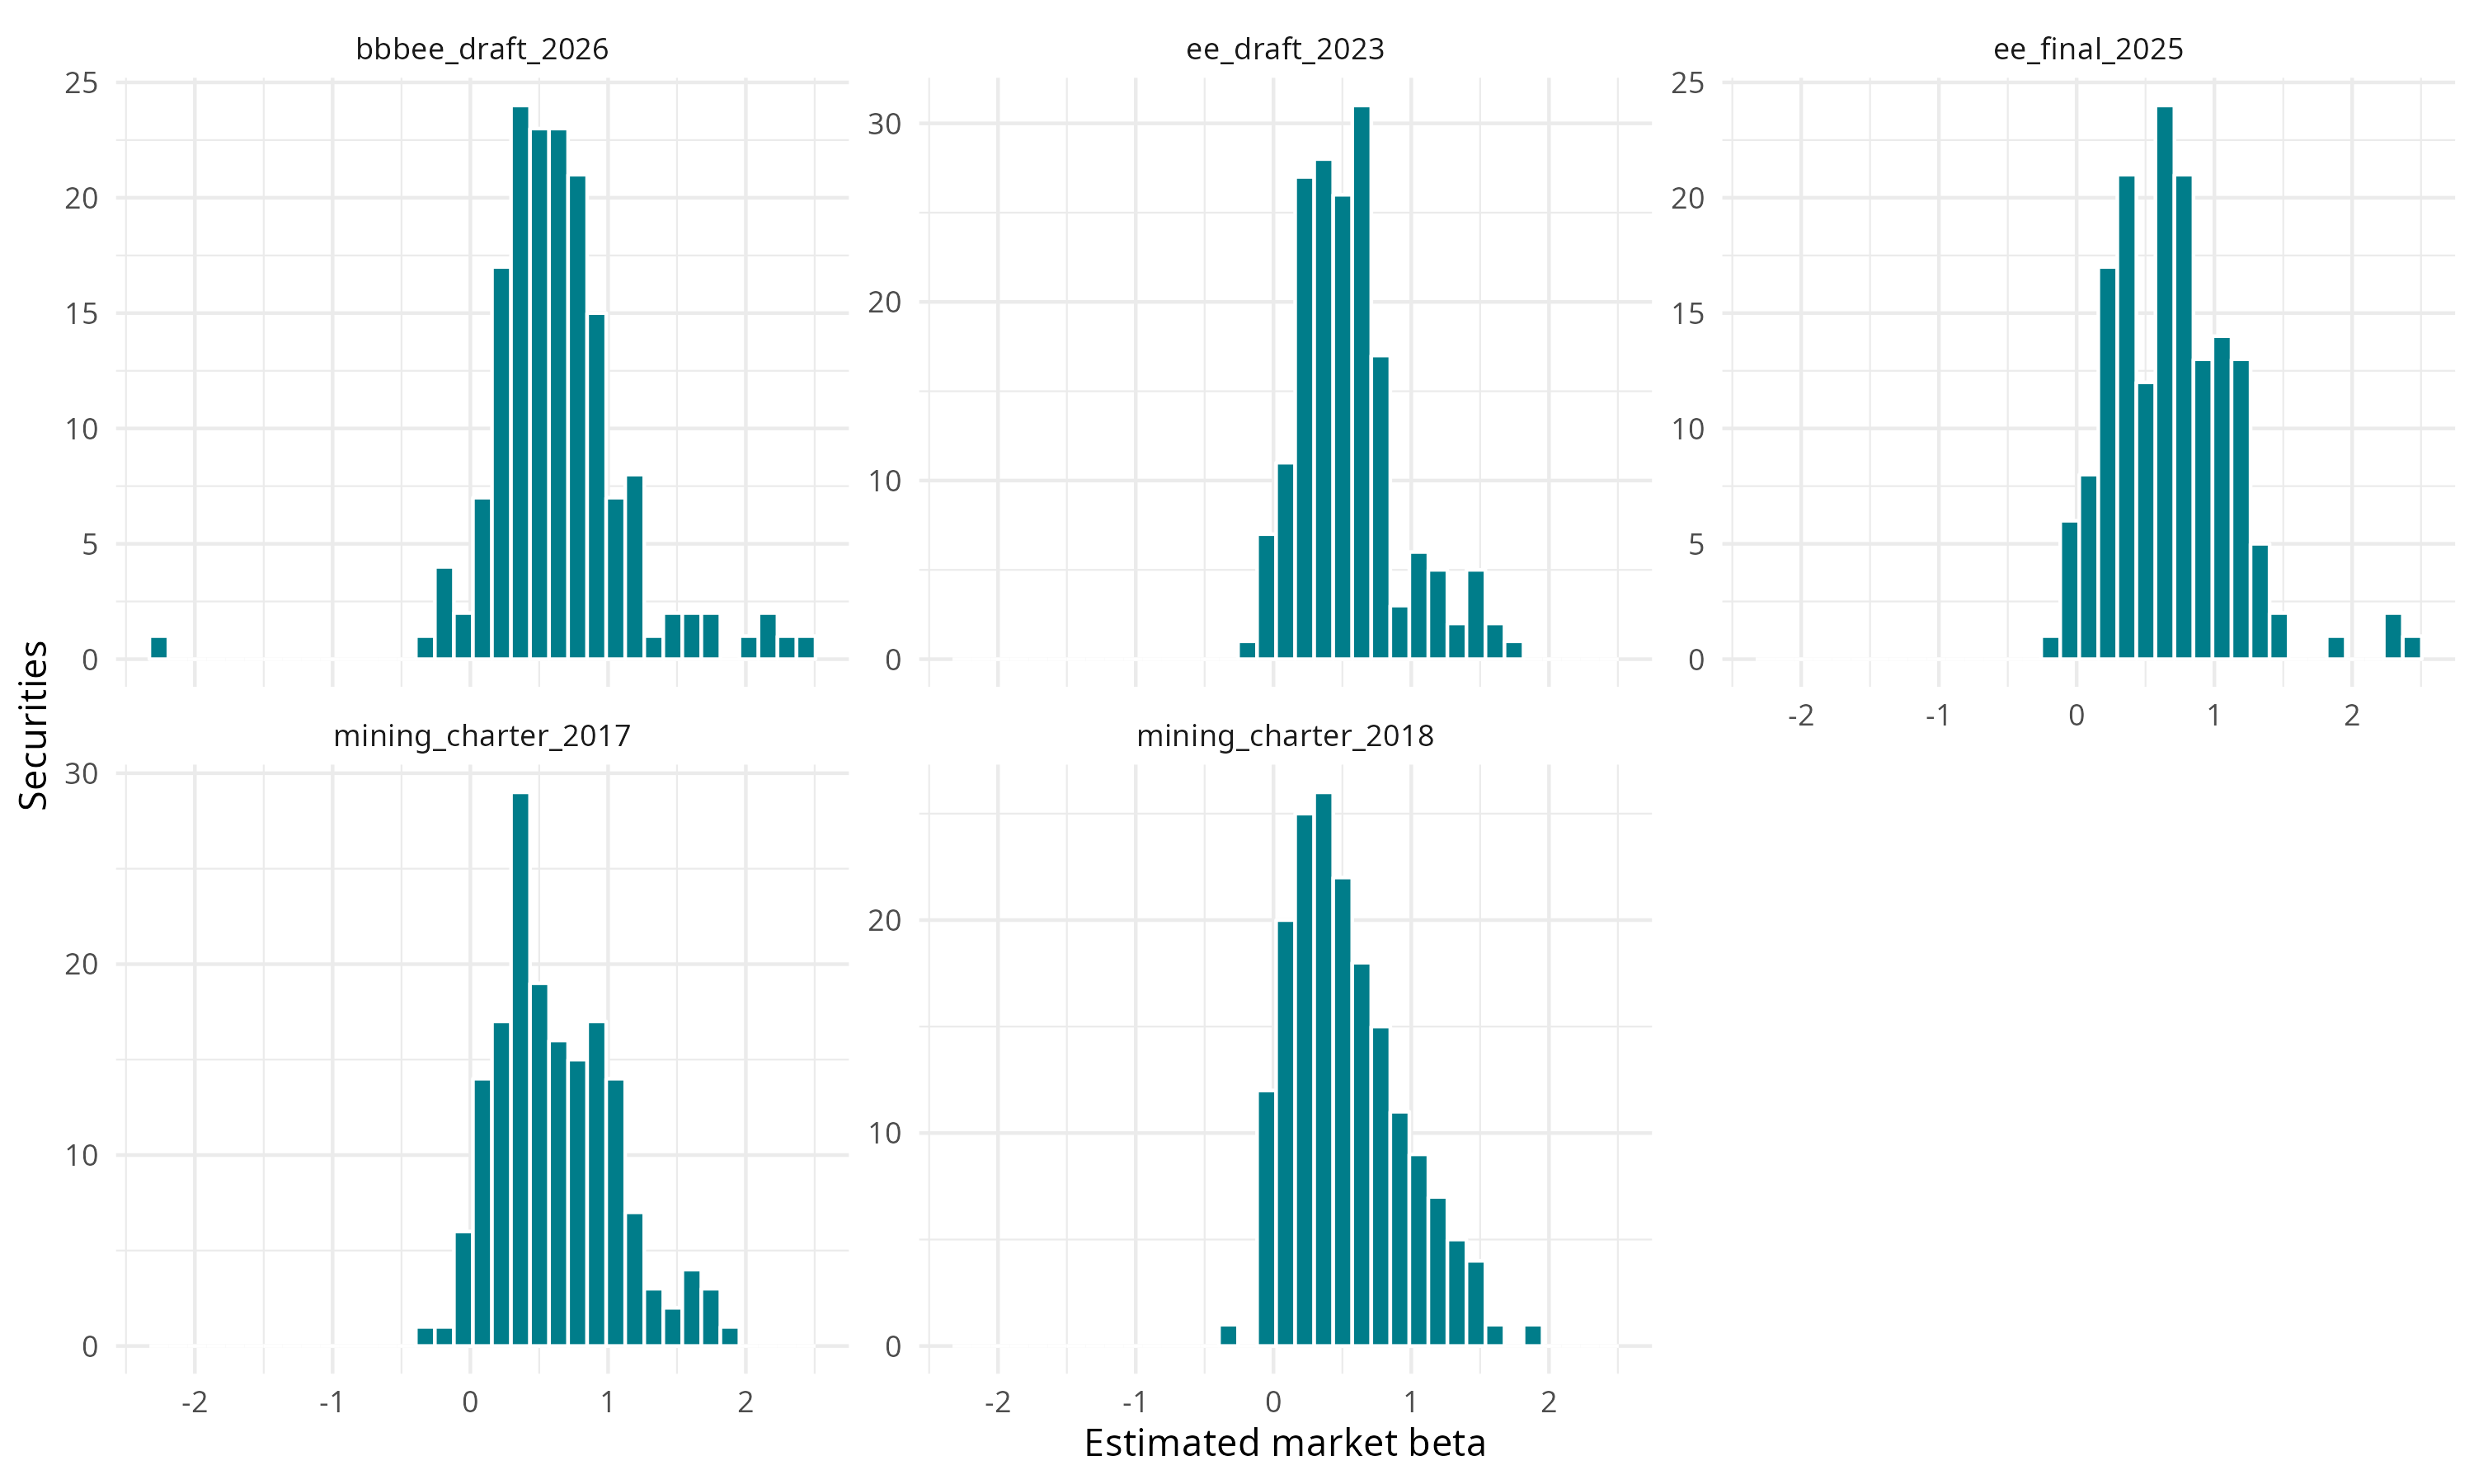 bbbee_draft_2026
ee_draft_2023
ee_final_2025
25
20
15
10
5
0
30
20
10
0
25
20
15
10
5
0
-2 -1 0 1 2
mining_charter_2017
mining_charter_2018
30
20
10
0
20
10
0
-2 -1 0 1 2
-2 -1 0 1 2
Securities
Estimated market beta